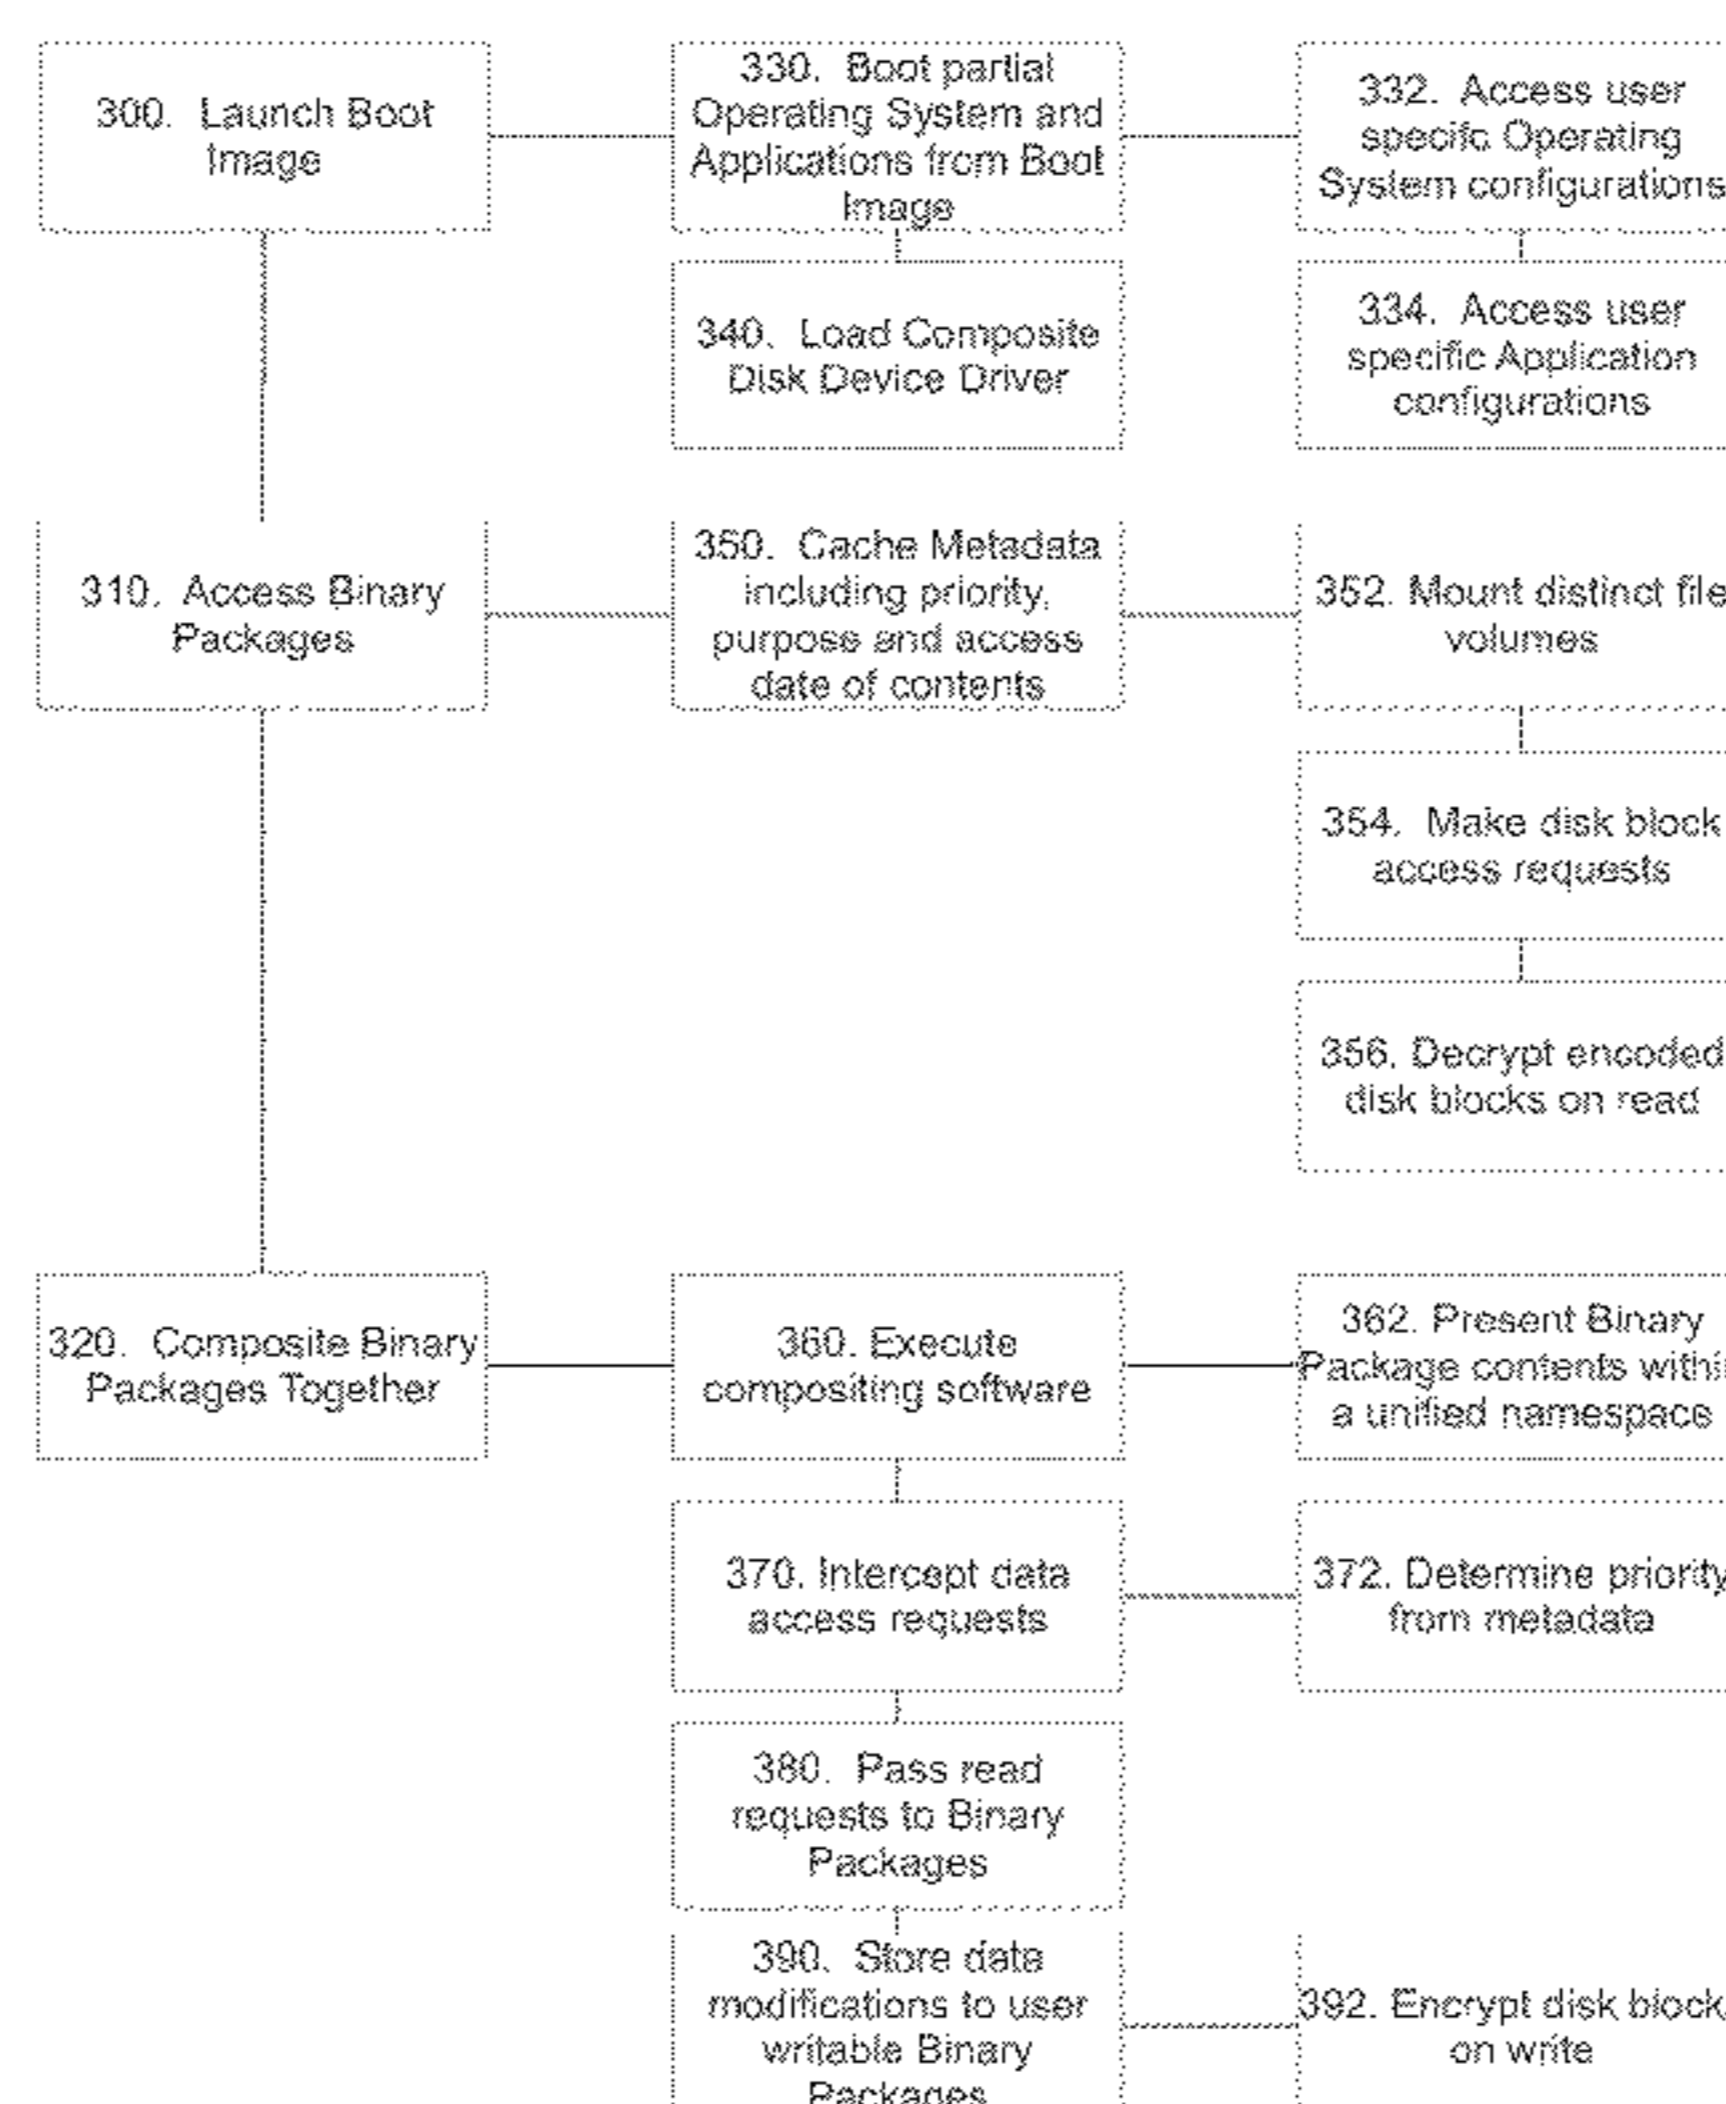 300.  Launch Boot
Image
330.  Boot partial
Operating System and
Applications from Boot
Image
332.  Access user
specifc Operating
System configurations
340.  Load Composite
Disk Device Driver
334.  Access user
specific Application
configurations
310.  Access Binary
Packages
350.  Cache Metadata
including priority,
purpose and access
date of contents
352. Mount distinct file
volumes
354.  Make disk block
access requests
356. Decrypt encoded
disk blocks on read
320.  Composite Binary
Packages Together
360. Execute
compositing software
362. Present Binary
Package contents withi
a unified namespace
370. Intercept data
access requests
372. Determine priority
from metadata
380.  Pass read
requests to Binary
Packages
390.  Store data
modifications to user
writable Binary
Packages
392. Encrypt disk block
on write